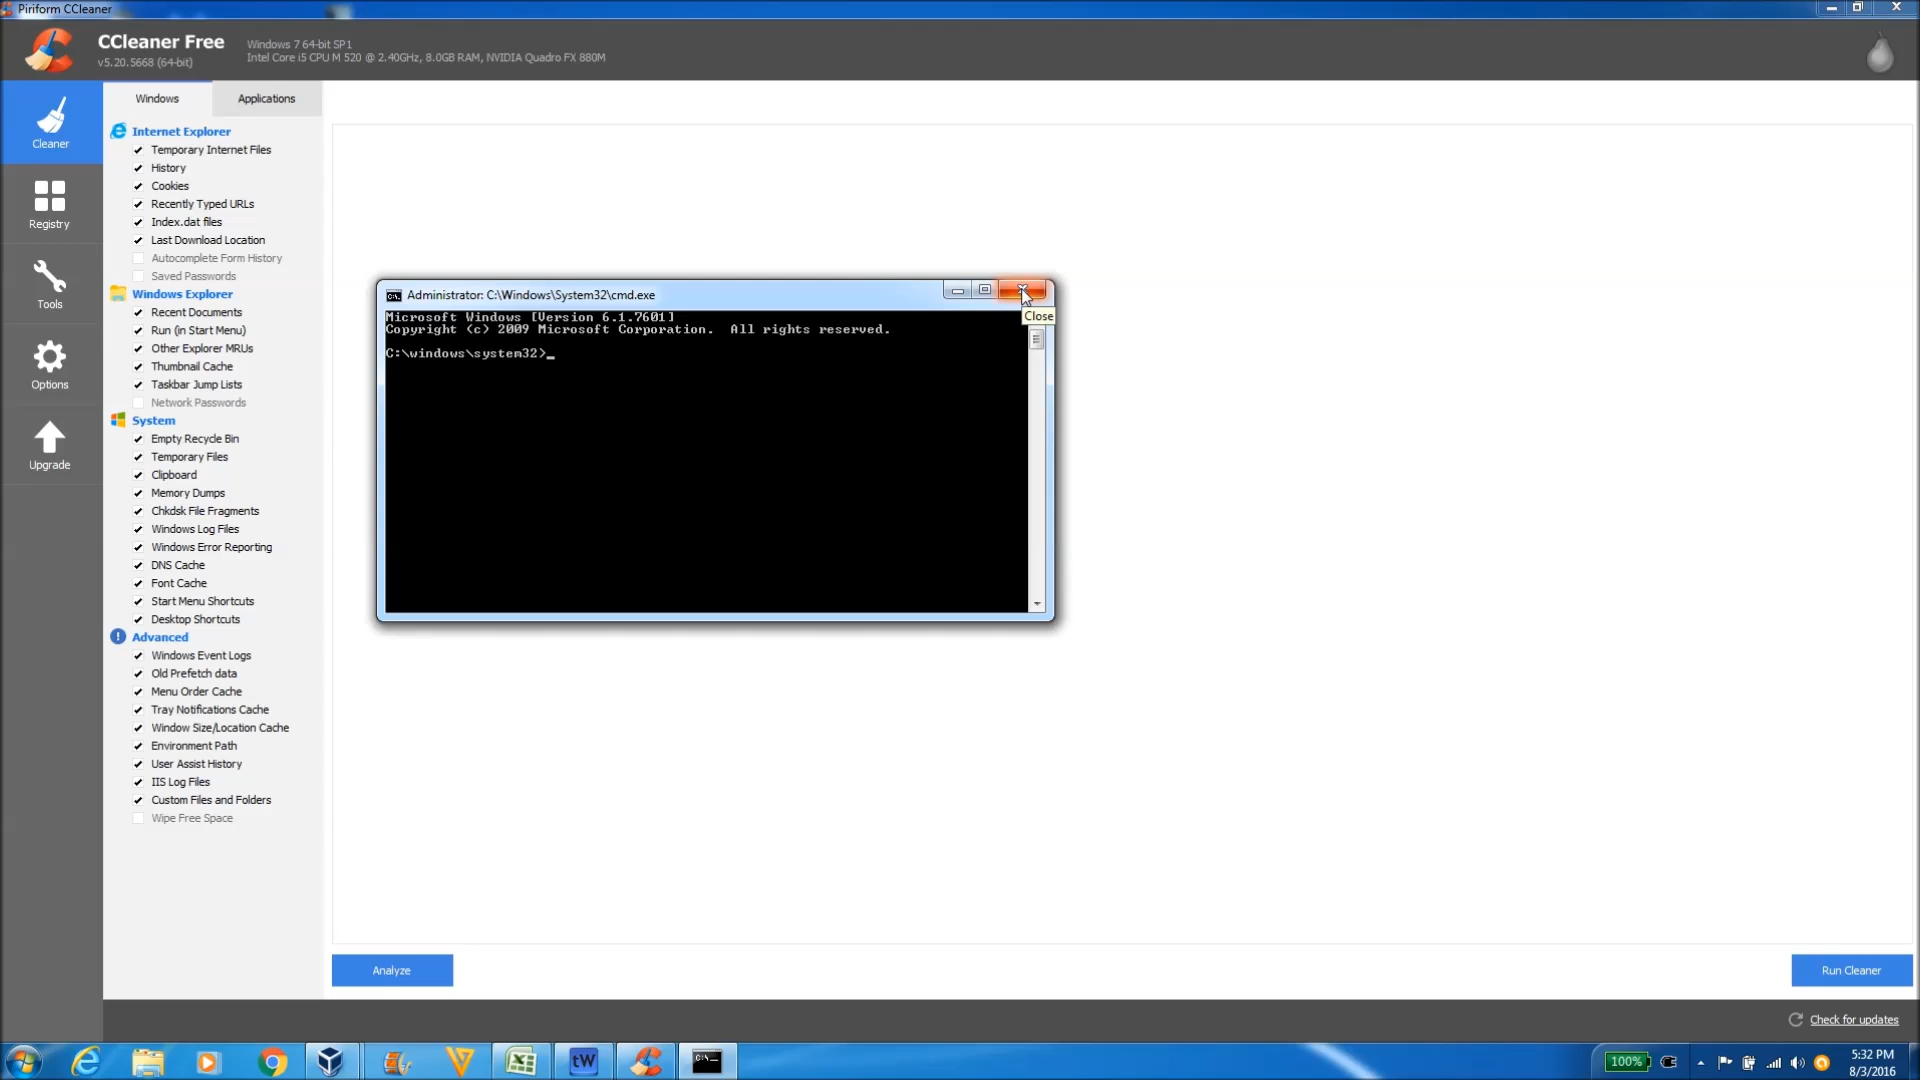 Piriform CCleaner
CCleaner Free
v5.20.5668 (64-bit)
Windows 7 64-bit SP1
Intel Core i5 CPU M 520 @ 2.40GHz, 8.0GB RAM, NVIDIA Quadro FX 880M
Cleaner
Registry
Tools
Options
Upgrade
Windows
Applications
Internet Explorer
Temporary Internet Files
History
Cookies
Recently Typed URLs
Index.dat files
Last Download Location
Autocomplete Form History
Saved Passwords
Windows Explorer
Recent Documents
Run (in Start Menu)
Other Explorer MRUs
Thumbnail Cache
Taskbar Jump Lists
Network Passwords
System
Empty Recycle Bin
Temporary Files
Clipboard
Memory Dumps
Chkdsk File Fragments
Windows Log Files
Windows Error Reporting
DNS Cache
Font Cache
Start Menu Shortcuts
Desktop Shortcuts
Advanced
Windows Event Logs
Old Prefetch data
Menu Order Cache
Tray Notifications Cache
Window Size/Location Cache
Environment Path
User Assist History
IIS Log Files
Custom Files and Folders
Wipe Free Space
Administrator: C:\Windows\System32\cmd.exe
Close
Microsoft Windows [Version 6.1.7601]
Copyright (c) 2009 Microsoft Corporation.  All rights reserved.
C:\windows\system32>_
Analyze
Run Cleaner
Check for updates
tW
C:\
100%
5:32 PM
8/3/2016